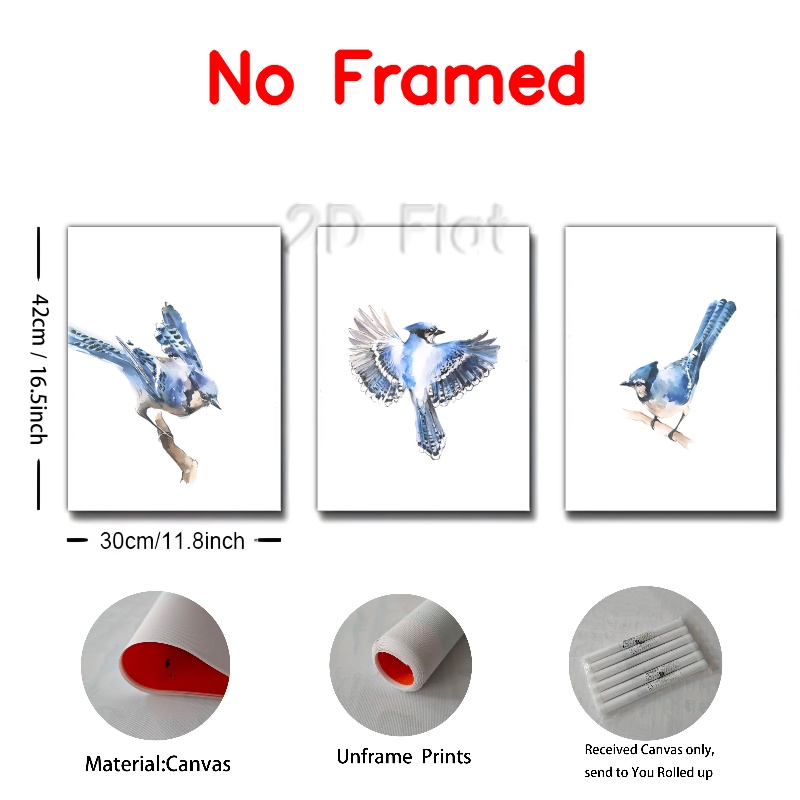 No Framed
2D Flat
42cm / 16.5inch
30cm/11.8inch
Material:Canvas
Unframe Prints
Received Canvas only,
send to You Rolled up